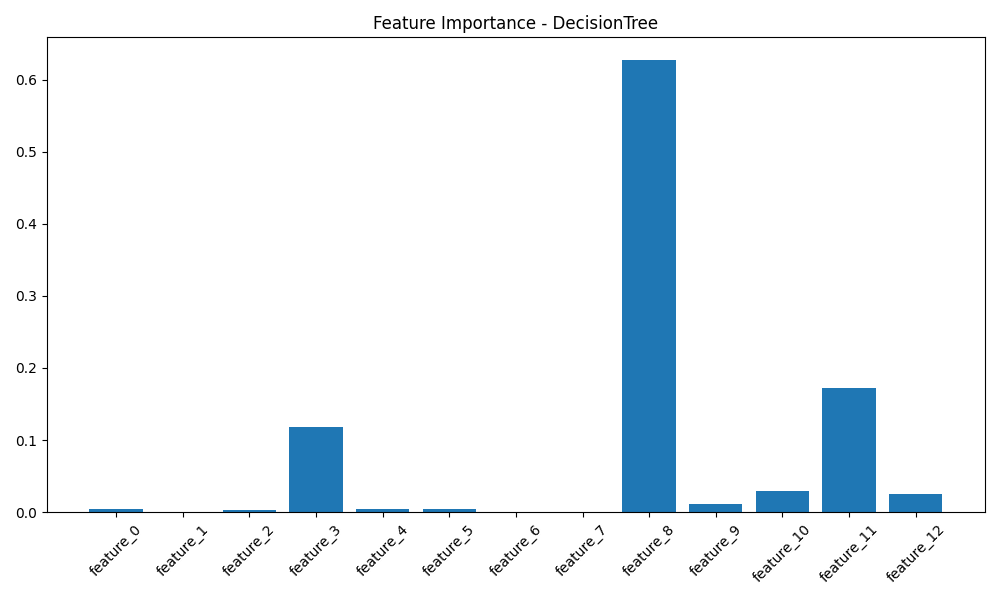 Feature Importance - DecisionTree
0.6
0.5
0.4
0.3
0.2
0.1
0.0
feature_0
feature_1
feature_2
feature_3
feature_4
feature_5
feature_6
feature_7
feature_8
feature_9
feature_10
feature_11
feature_12